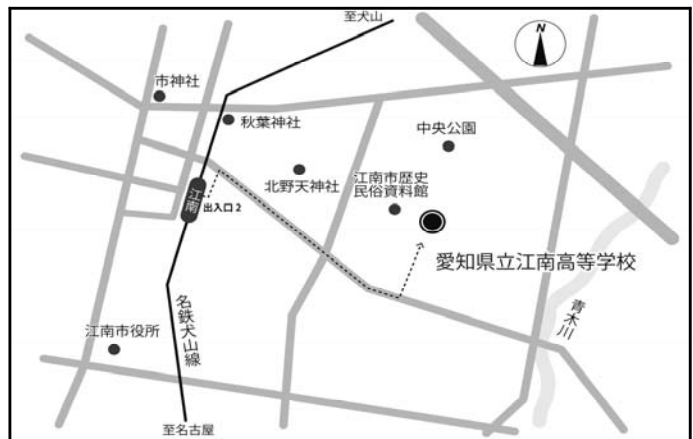 至犬山
N
市神社
秋葉神社
中央公園
北野天神社
江南市歴史
民俗資料館
江南
出入口2
愛知県立江南高等学校
名鉄犬山線
青木川
江南市役所
至名古屋